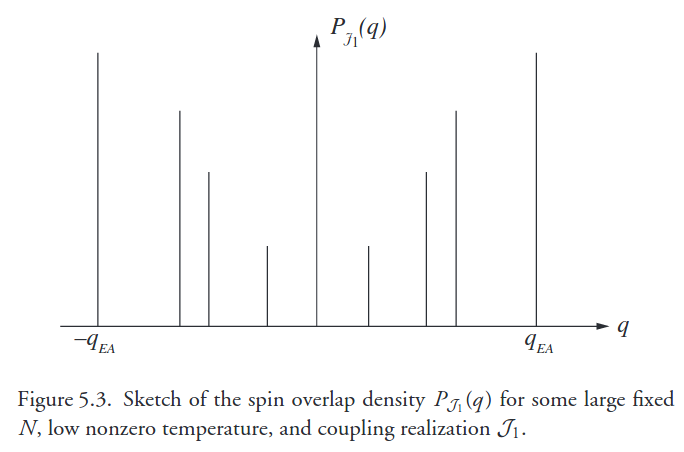 P𝒥₁(q)
q
–qEA
qEA
Figure 5.3. Sketch of the spin overlap density P𝒥₁(q) for some large fixed
N, low nonzero temperature, and coupling realization 𝒥₁.